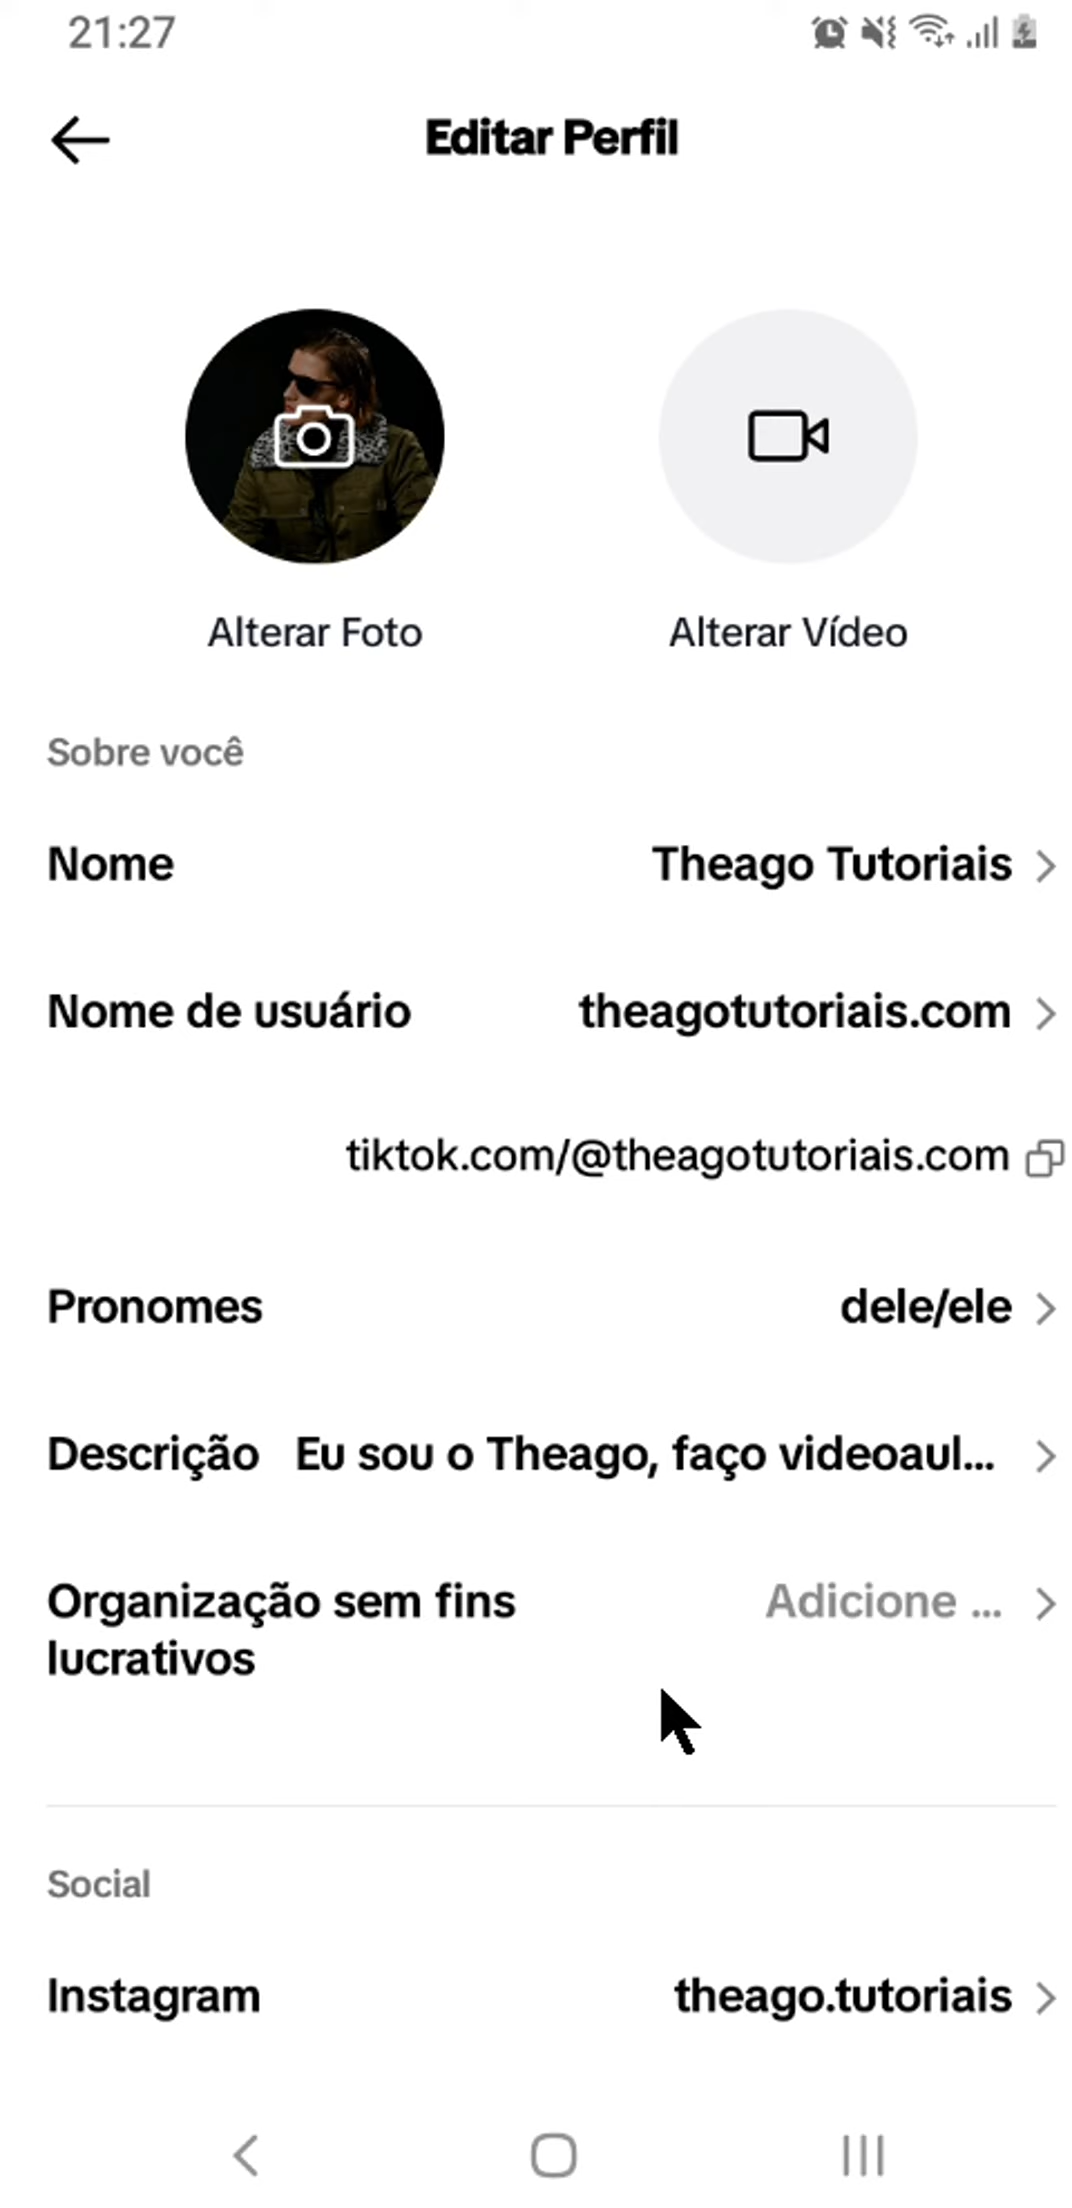 21:27
Editar Perfil
Alterar Foto Alterar Vídeo
Sobre você
Nome Theago Tutoriais
Nome de usuário theagotutoriais.com
tiktok.com/@theagotutoriais.com
Pronomes dele/ele
Descrição Eu sou o Theago, faço videoaul...
Organização sem fins Adicione ...
lucrativos
Social
Instagram theago.tutoriais